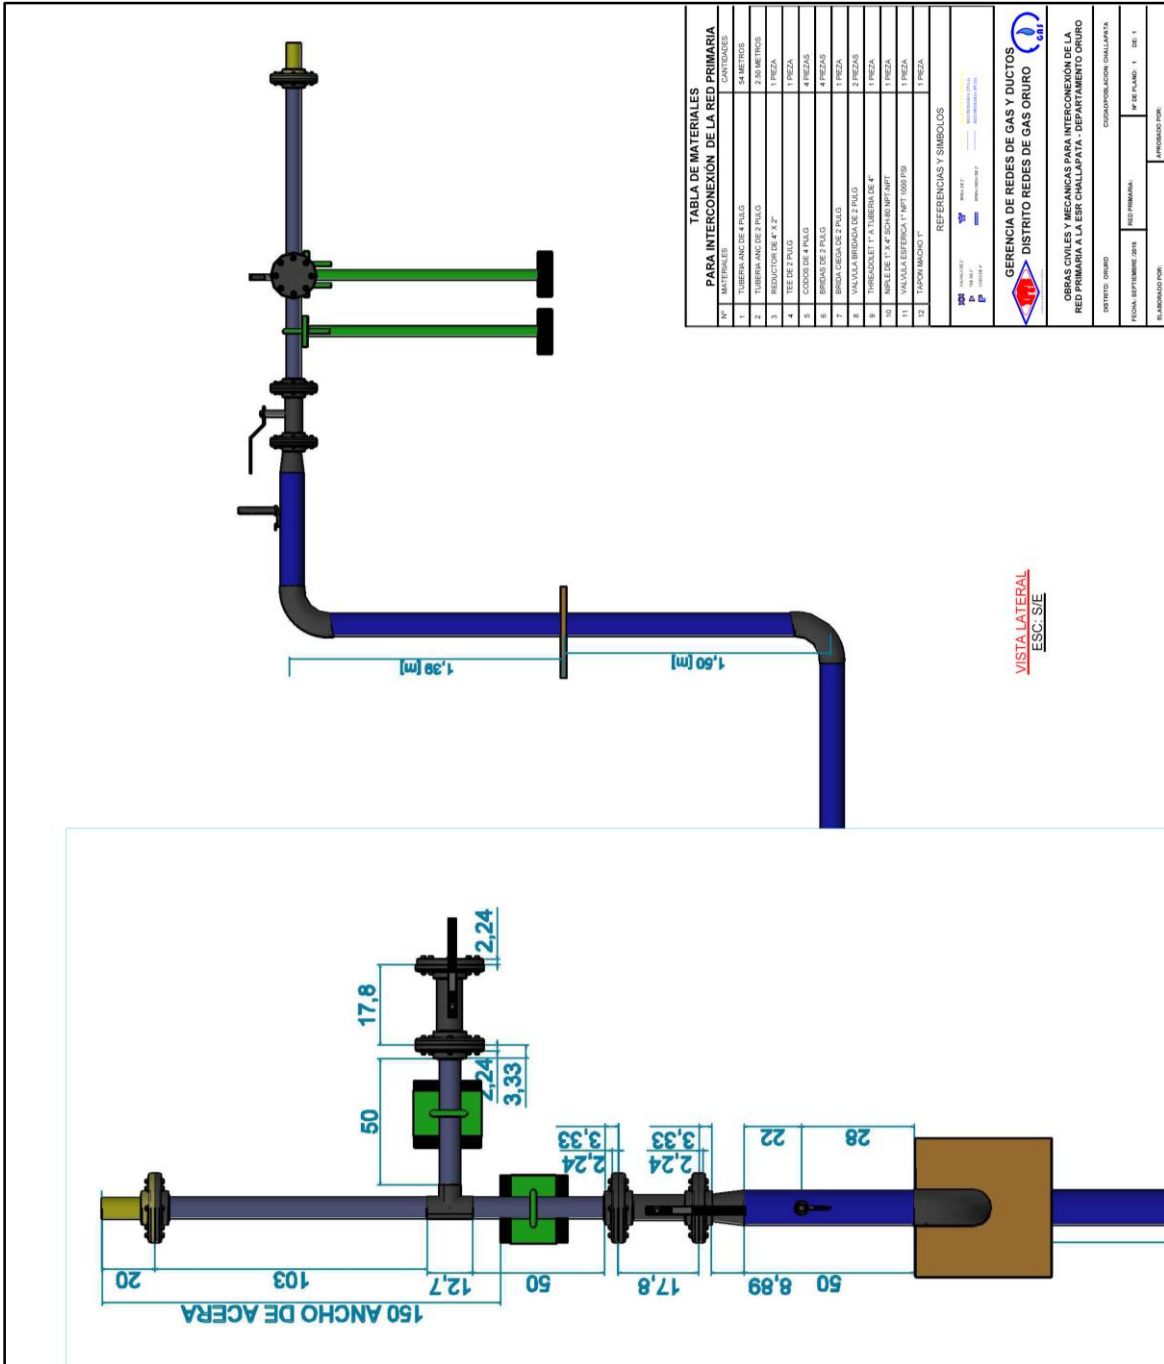 TABLA DE MATERIALES
PARA INTERCONEXIÓN DE LA RED PRIMARIA
Nº MATERIALES CANTIDADES
1 TUBERIA ANC DE 4 PULG 54 METROS
2 TUBERIA ANC DE 2 PULG 2.50 METROS
3 REDUCTOR DE 4" X 2" 1 PIEZA
4 TEE DE 2 PULG 1 PIEZA
5 CODOS DE 4 PULG 4 PIEZAS
6 BRIDAS DE 2 PULG 4 PIEZAS
7 BRIDA CIEGA DE 2 PULG 1 PIEZA
8 VALVULA BRIDADA DE 2 PULG 2 PIEZAS
9 THREADOLET 1" A TUBERIA DE 4" 1 PIEZA
10 NIPLE DE 1" X 4" SCH-80 NPT-NPT 1 PIEZA
11 VALVULA ESFERICA 1" NPT 1000 PSI 1 PIEZA
12 TAPON MACHO 1" 1 PIEZA
REFERENCIAS Y SIMBOLOS
GERENCIA DE REDES DE GAS Y DUCTOS
DISTRITO REDES DE GAS ORURO
GAS
OBRAS CIVILES Y MECANICAS PARA INTERCONEXIÓN DE LA
RED PRIMARIA A LA ESR CHALLAPATA - DEPARTAMENTO ORURO
DISTRITO: ORURO CIUDAD/POBLACION: CHALLAPATA
FECHA: SEPTIEMBRE /2016 RED PRIMARIA: Nº DE PLANO: 1 DE: 1
ELABORADO POR: APROBADO POR:
1,39 [m]
1,60 [m]
VISTA LATERAL
ESC: S/E
2,24
17,8
2,24
3,33
50
3,33
2,24
3,33
2,24
22
28
20
103
12,7
50
17,8
8,89
50
150 ANCHO DE ACERA